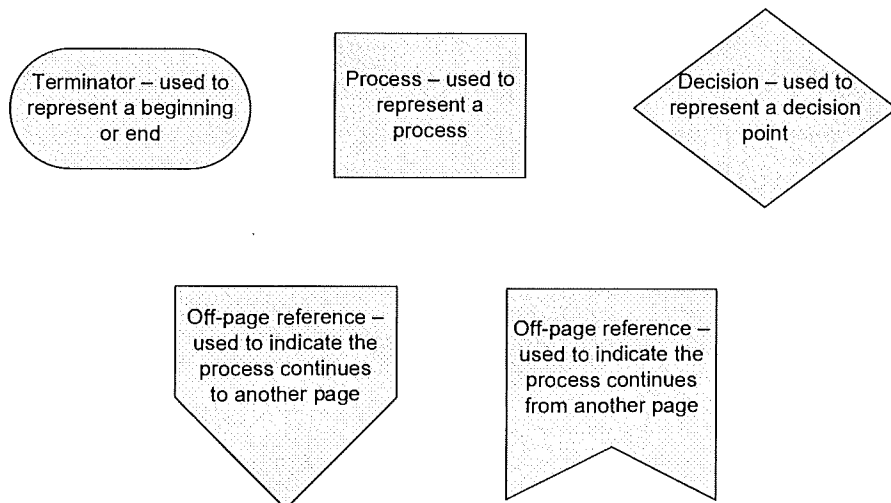 Terminator – used to
represent a beginning
or end
Process – used to
represent a
process
Decision – used to
represent a decision
point
Off-page reference –
used to indicate the
process continues
to another page
Off-page reference –
used to indicate the
process continues
from another page